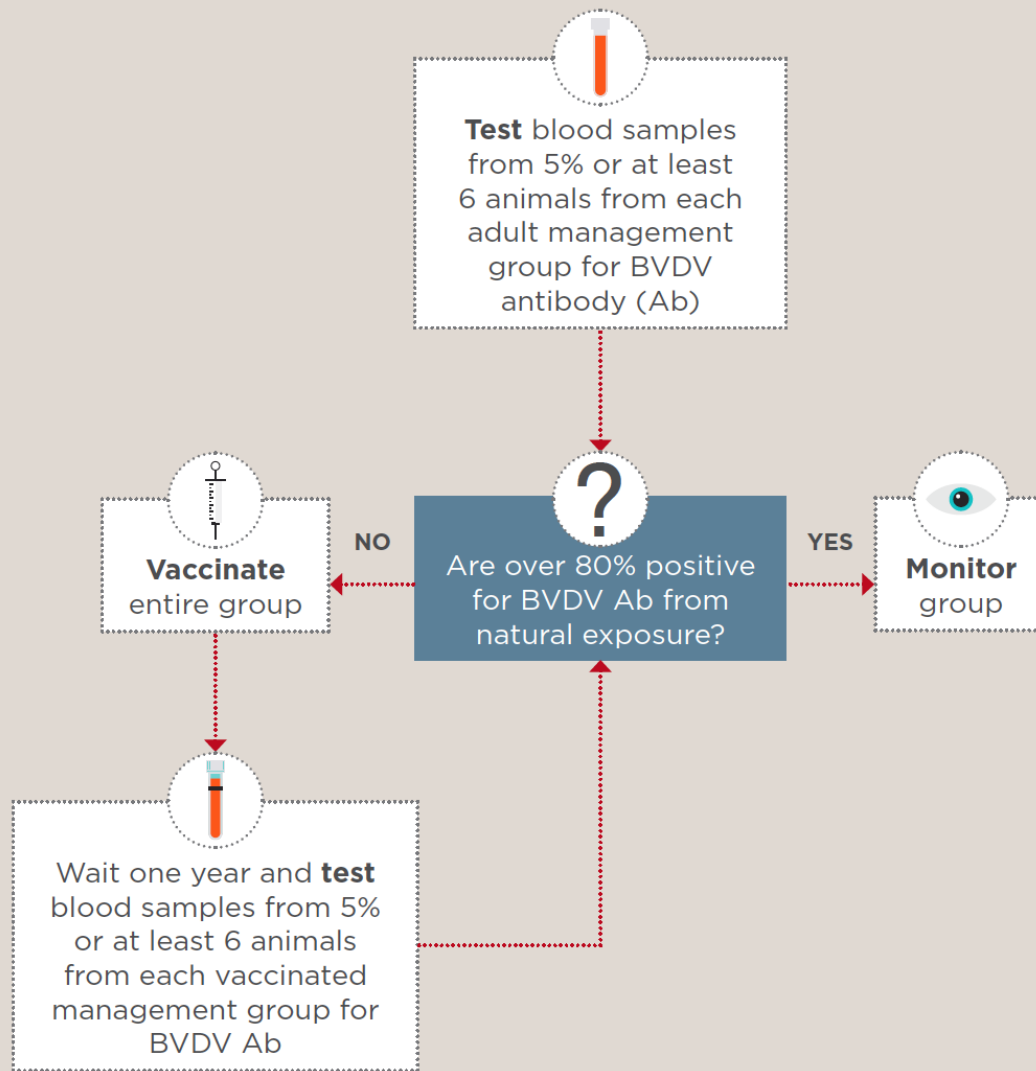 Test blood samples
from 5% or at least
6 animals from each
adult management
group for BVDV
antibody (Ab)
?
Are over 80% positive
for BVDV Ab from
natural exposure?
NO
YES
Vaccinate
entire group
Monitor
group
Wait one year and test
blood samples from 5%
or at least 6 animals
from each vaccinated
management group for
BVDV Ab